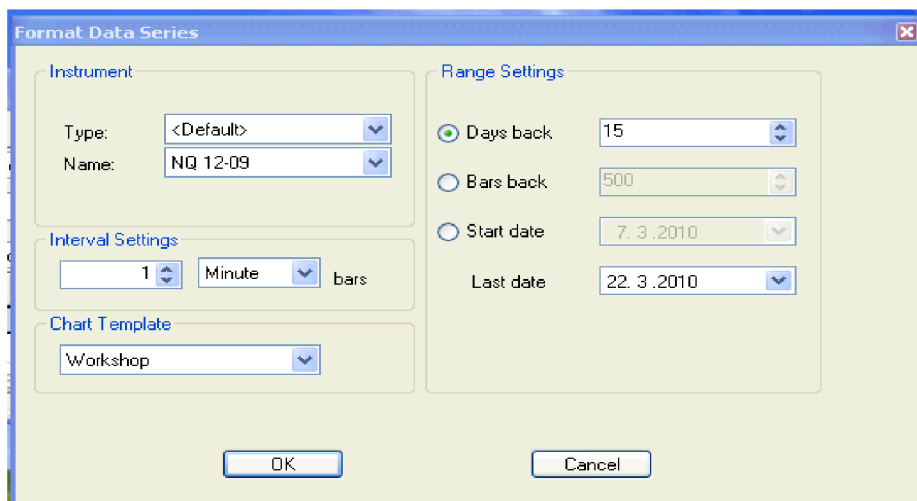 Format Data Series
Instrument
Type: <Default>
Name: NQ 12-09
Interval Settings
1 Minute bars
Chart Template
Workshop
Range Settings
Days back 15
Bars back 500
Start date 7. 3 .2010
Last date 22. 3 .2010
OK Cancel